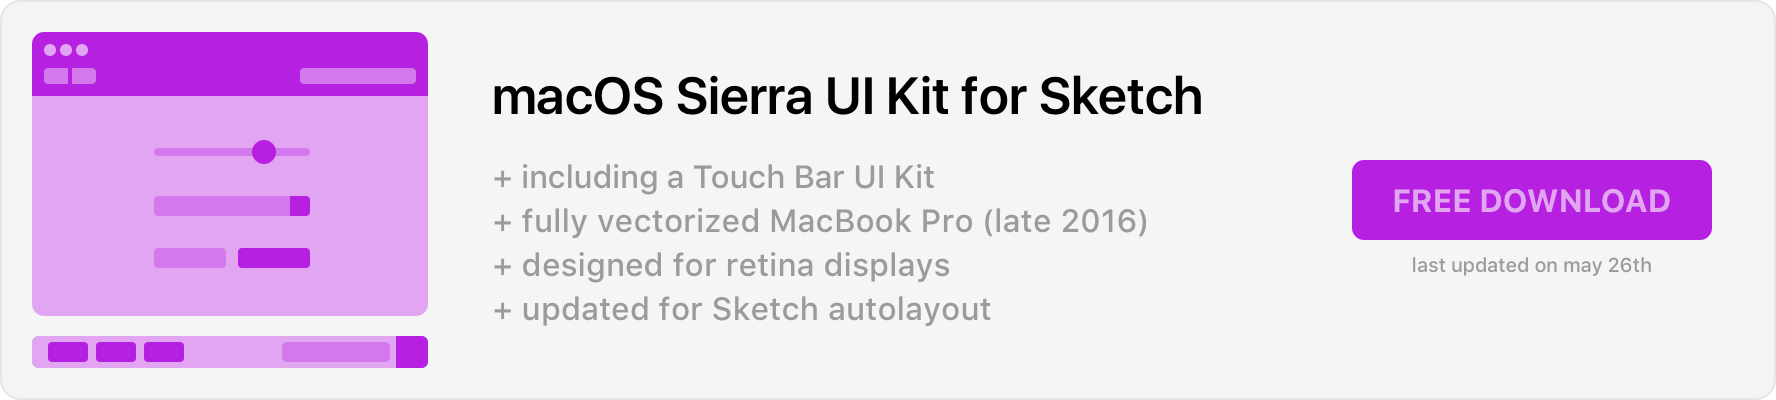 macOS Sierra UI Kit for Sketch
+ including a Touch Bar UI Kit
+ fully vectorized MacBook Pro (late 2016)
+ designed for retina displays
+ updated for Sketch autolayout
FREE DOWNLOAD
last updated on may 26th